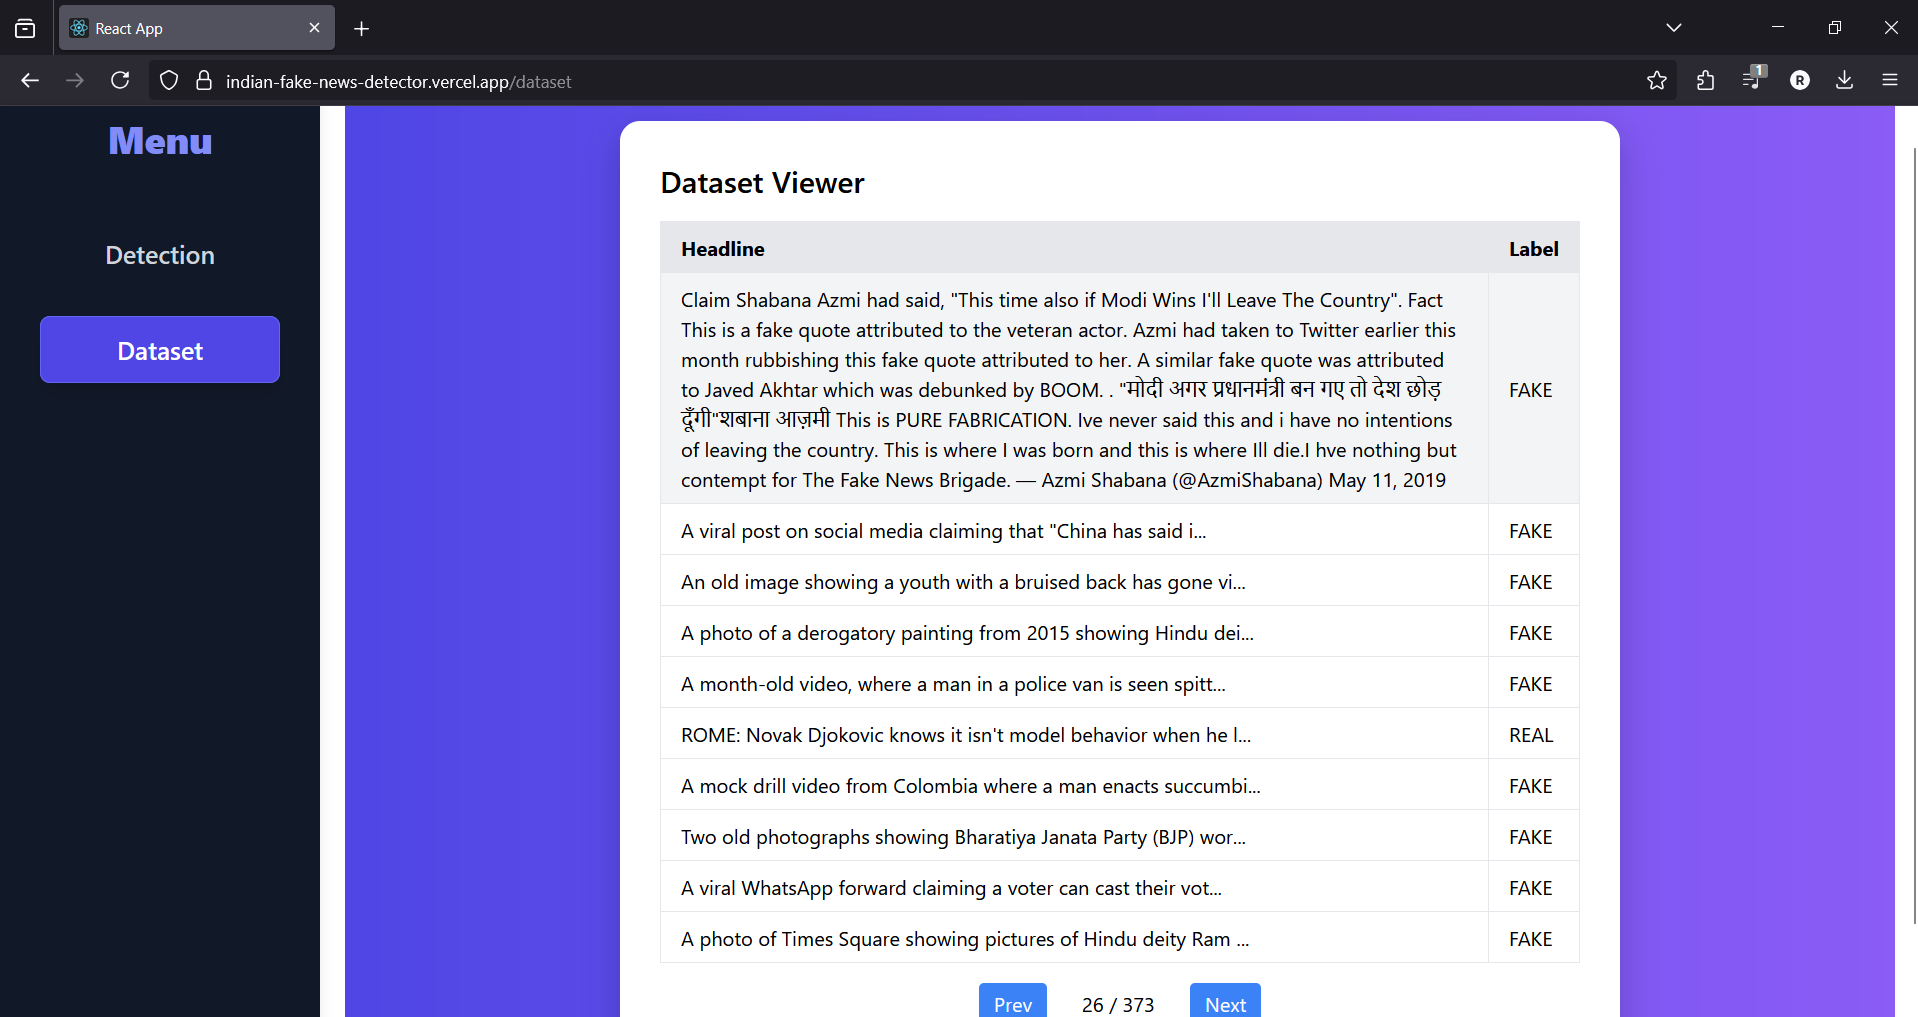 React App
indian-fake-news-detector.vercel.app/dataset
1
R
Menu
Detection
Dataset
Dataset Viewer
Headline Label
Claim Shabana Azmi had said, "This time also if Modi Wins I'll Leave The Country". Fact
This is a fake quote attributed to the veteran actor. Azmi had taken to Twitter earlier this
month rubbishing this fake quote attributed to her. A similar fake quote was attributed
to Javed Akhtar which was debunked by BOOM. . "मोदी अगर प्रधानमंत्री बन गए तो देश छोड़
दूँगी"शबाना आज़मी This is PURE FABRICATION. Ive never said this and i have no intentions
of leaving the country. This is where I was born and this is where Ill die.I hve nothing but
contempt for The Fake News Brigade. — Azmi Shabana (@AzmiShabana) May 11, 2019
FAKE
A viral post on social media claiming that "China has said i... FAKE
An old image showing a youth with a bruised back has gone vi... FAKE
A photo of a derogatory painting from 2015 showing Hindu dei... FAKE
A month-old video, where a man in a police van is seen spitt... FAKE
ROME: Novak Djokovic knows it isn't model behavior when he l... REAL
A mock drill video from Colombia where a man enacts succumbi... FAKE
Two old photographs showing Bharatiya Janata Party (BJP) wor... FAKE
A viral WhatsApp forward claiming a voter can cast their vot... FAKE
A photo of Times Square showing pictures of Hindu deity Ram ... FAKE
Prev 26 / 373 Next